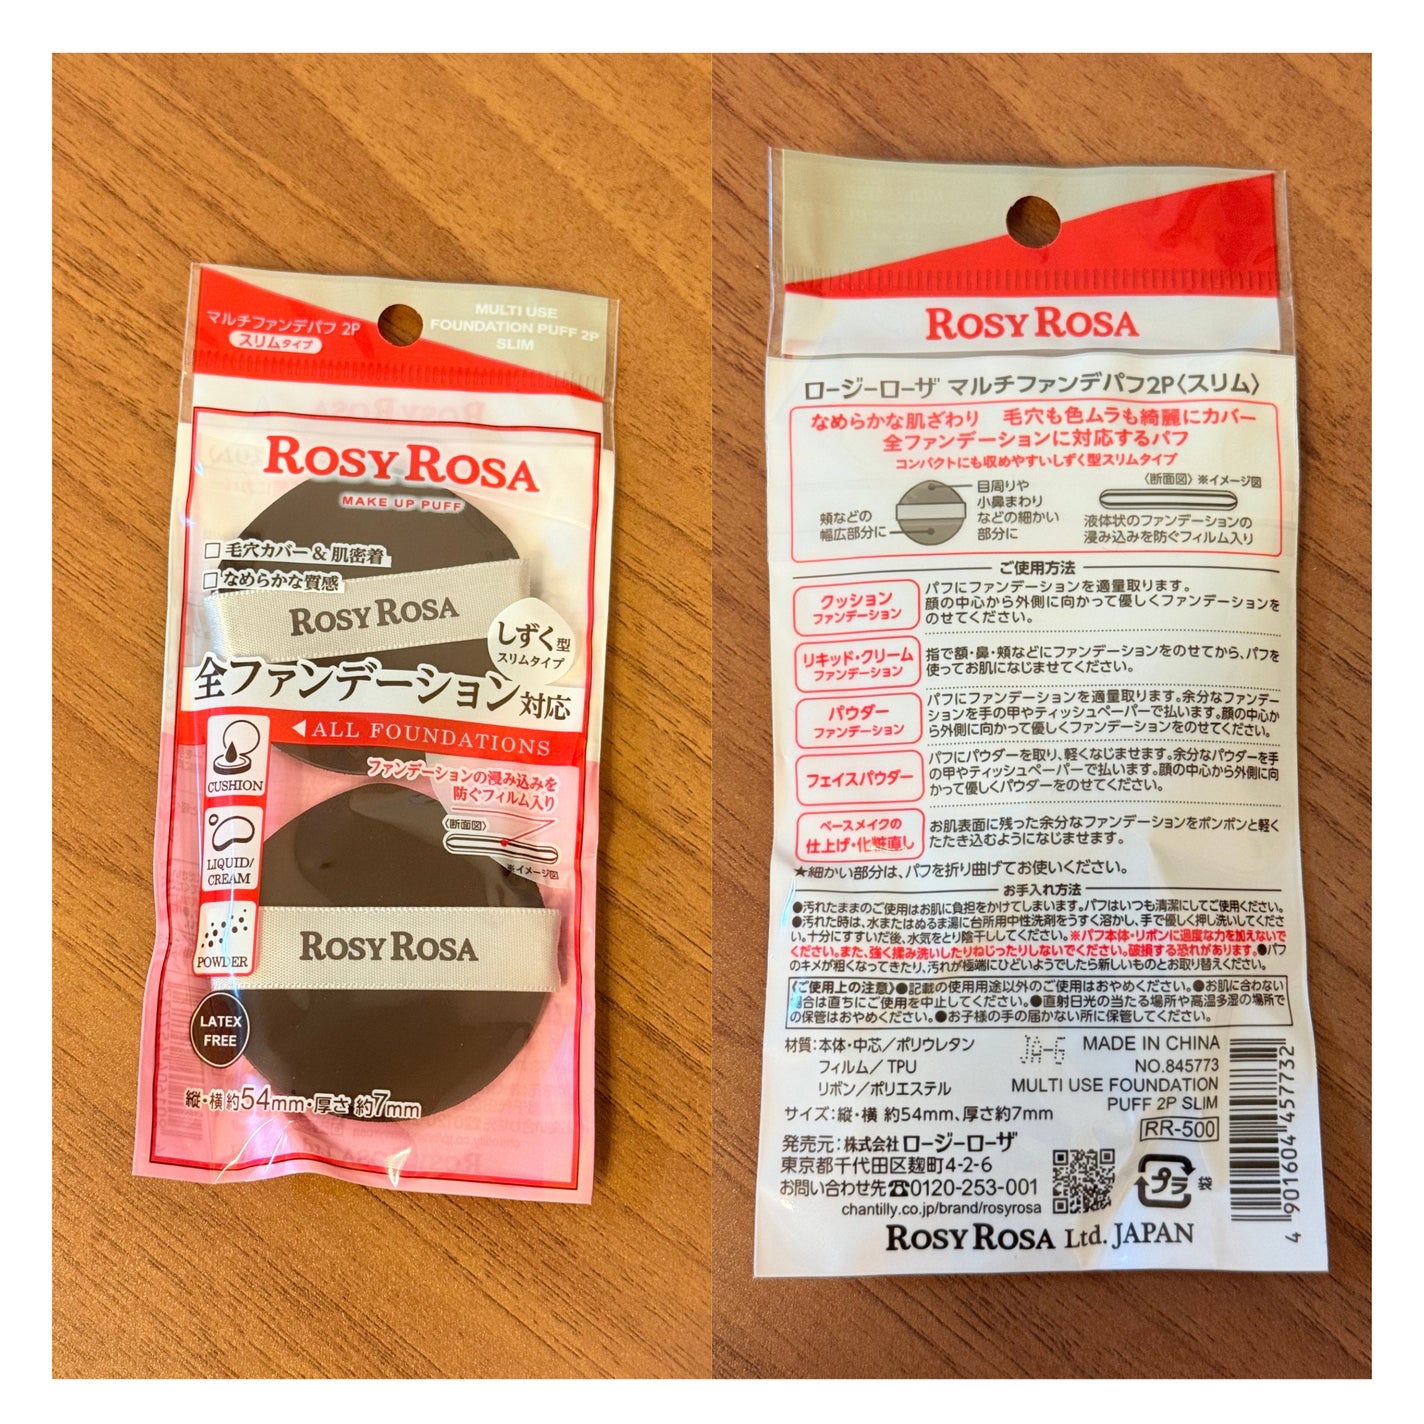 マルチファンデパフ 2P
スリムタイプ
MULTI USE
FOUNDATION PUFF 2P
SLIM
ROSY ROSA
MAKE UP PUFF
毛穴カバー & 肌密着
なめらかな質感
ROSY ROSA
しずく型
スリムタイプ
全ファンデーション対応
ALL FOUNDATIONS
CUSHION
LIQUID/
CREAM
POWDER
ファンデーションの浸み込みを
防ぐフィルム入り
〈断面図〉
※イメージ図
ROSY ROSA
LATEX
FREE
縦・横 約54mm・厚さ 約7mm
ROSY ROSA
ロージーローザ マルチファンデパフ2P〈スリム〉
なめらかな肌ざわり 毛穴も色ムラも綺麗にカバー
全ファンデーションに対応するパフ
コンパクトにも収めやすいしずく型スリムタイプ
頬などの
幅広部分に
目周りや
小鼻まわり
などの細かい
部分に
〈断面図〉 ※イメージ図
液体状のファンデーションの
浸み込みを防ぐフィルム入り
ご使用方法
クッション
ファンデーション
パフにファンデーションを適量取ります。
顔の中心から外側に向かって優しくファンデーションを
のせてください。
リキッド・クリーム
ファンデーション
指で額・鼻・頬などにファンデーションをのせてから、パフを
使ってお肌になじませてください。
パウダー
ファンデーション
パフにファンデーションを適量取ります。余分なファンデー
ションを手の甲やティッシュペーパーで払います。顔の中心か
ら外側に向かって優しくファンデーションをのせてください。
フェイスパウダー
パフにパウダーを取り、軽くなじませます。余分なパウダーを手
の甲やティッシュペーパーで払います。顔の中心から外側に向
かって優しくパウダーをのせてください。
ベースメイクの
仕上げ・化粧直し
お肌表面に残った余分なファンデーションをポンポンと軽く
たたき込むようになじませます。
★細かい部分は、パフを折り曲げてお使いください。
お手入れ方法
●汚れたままのご使用はお肌に負担をかけてしまいます。パフはいつも清潔にしてご使用ください。
●汚れた時は、水またはぬるま湯に台所用中性洗剤をうすく溶かし、手で優しく押し洗いしてくださ
い。十分にすすいだ後、水気をとり陰干ししてください。※パフ本体・リボンに過度な力を加えないで
ください。また、強く揉み洗いしたりねじったりしないでください。破損する恐れがあります。●パフ
のキメが粗くなってきたり、汚れが極端にひどいようでしたら新しいものとお取り替えください。
《ご使用上の注意》●記載の使用用途以外のご使用はおやめください。●お肌に合わない
場合は直ちにご使用を中止してください。●直射日光の当たる場所や高温多湿の場所で
の保管はおやめください。●お子様の手の届かない所に保管してください。
材質:本体・中芯/ポリウレタン
フィルム/TPU
リボン/ポリエステル
サイズ:縦・横 約54mm、厚さ約7mm
JA-6
MADE IN CHINA
NO.845773
MULTI USE FOUNDATION
PUFF 2P SLIM
RR-500
発売元:株式会社 ロージーローザ
東京都千代田区麹町4-2-6
お問い合わせ先☎0120-253-001
chantilly.co.jp/brand/rosyrosa
プラ
袋
4 901604 457732
ROSY ROSA Ltd. JAPAN